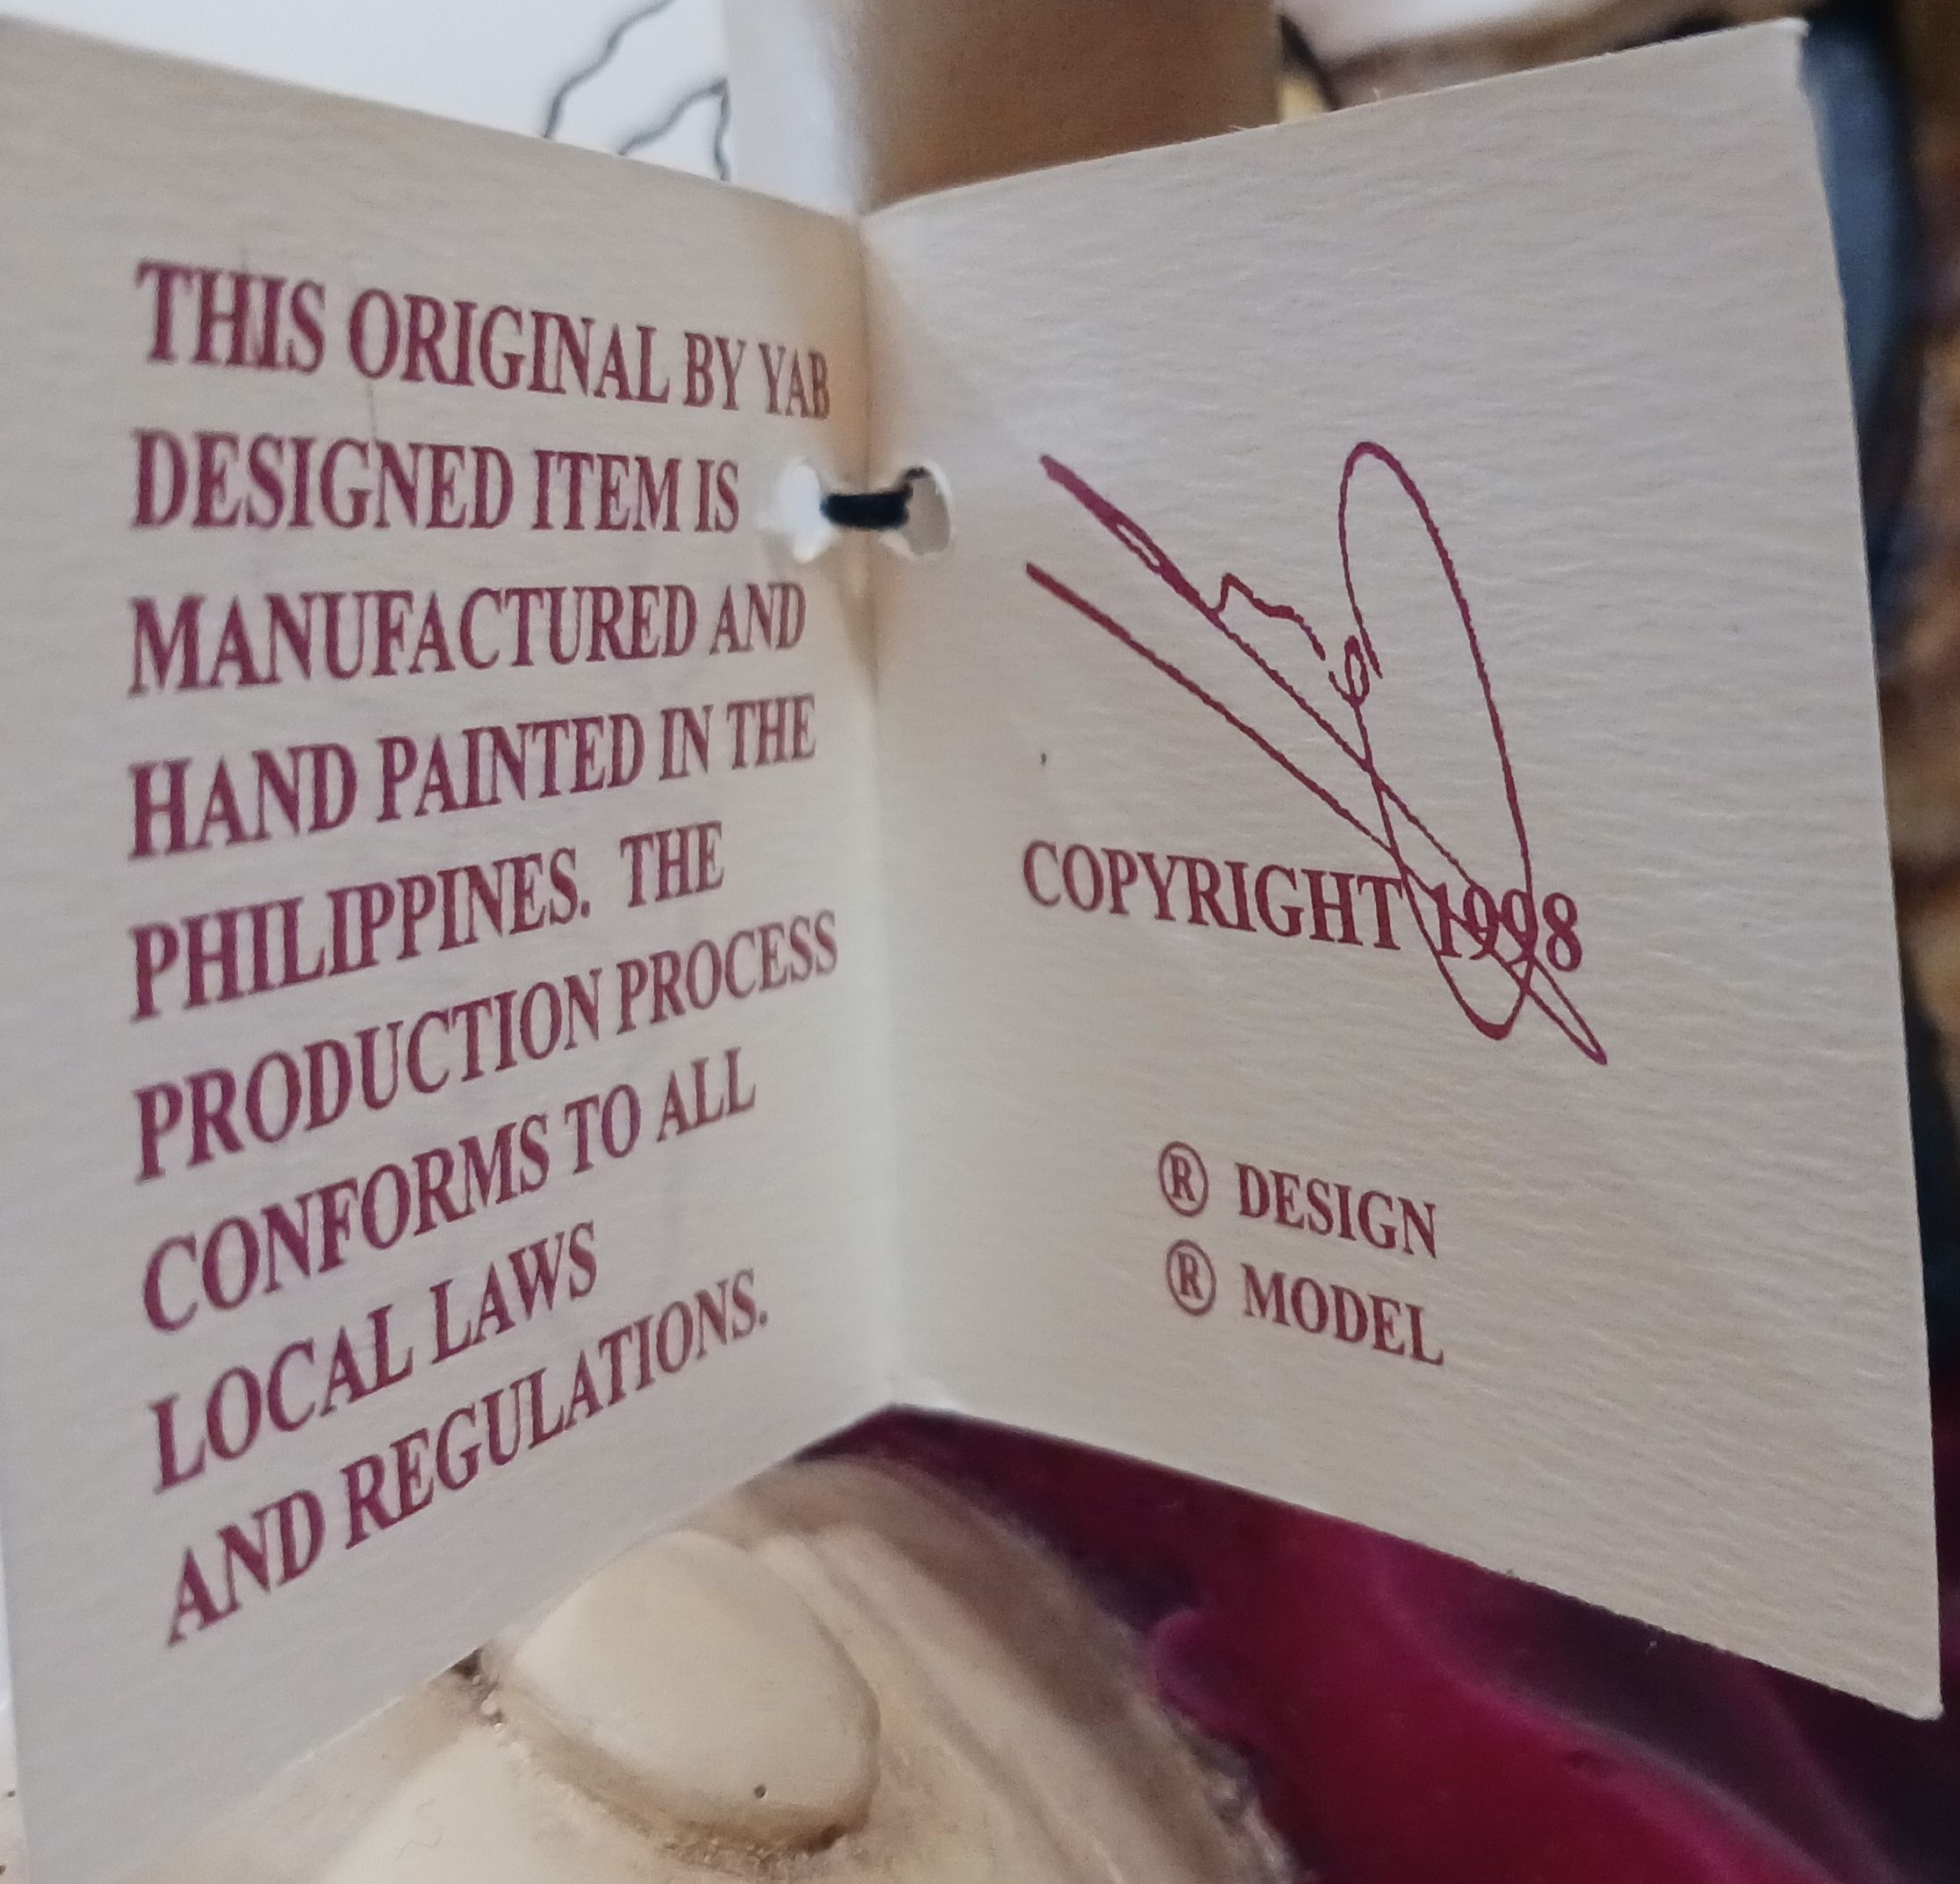 THIS ORIGINAL BY YAB
DESIGNED ITEM IS
MANUFACTURED AND
HAND PAINTED IN THE
PHILIPPINES. THE
PRODUCTION PROCESS
CONFORMS TO ALL
LOCAL LAWS
AND REGULATIONS.
COPYRIGHT 1998
® DESIGN
® MODEL